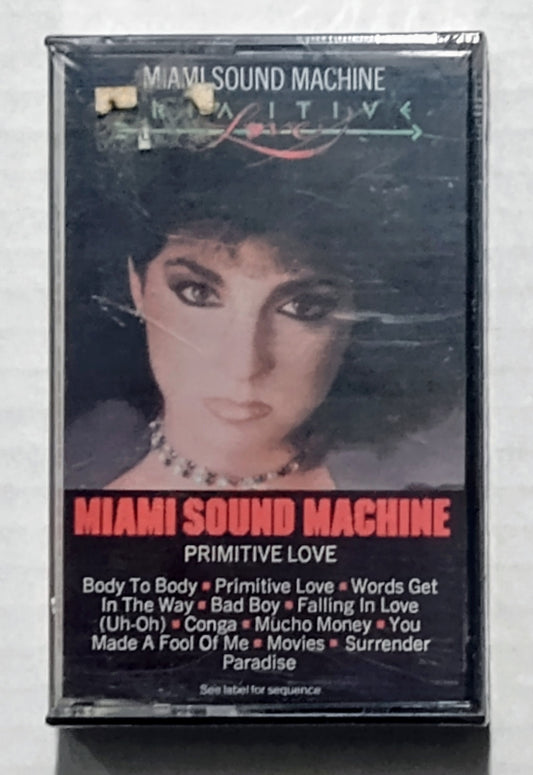 MIAMI SOUND MACHINE
PRIMITIVE
Love
MIAMI SOUND MACHINE
PRIMITIVE LOVE
Body To Body ▪ Primitive Love ▪ Words Get
In The Way ▪ Bad Boy ▪ Falling In Love
(Uh-Oh) ▪ Conga ▪ Mucho Money ▪ You
Made A Fool Of Me ▪ Movies ▪ Surrender
Paradise
See label for sequence